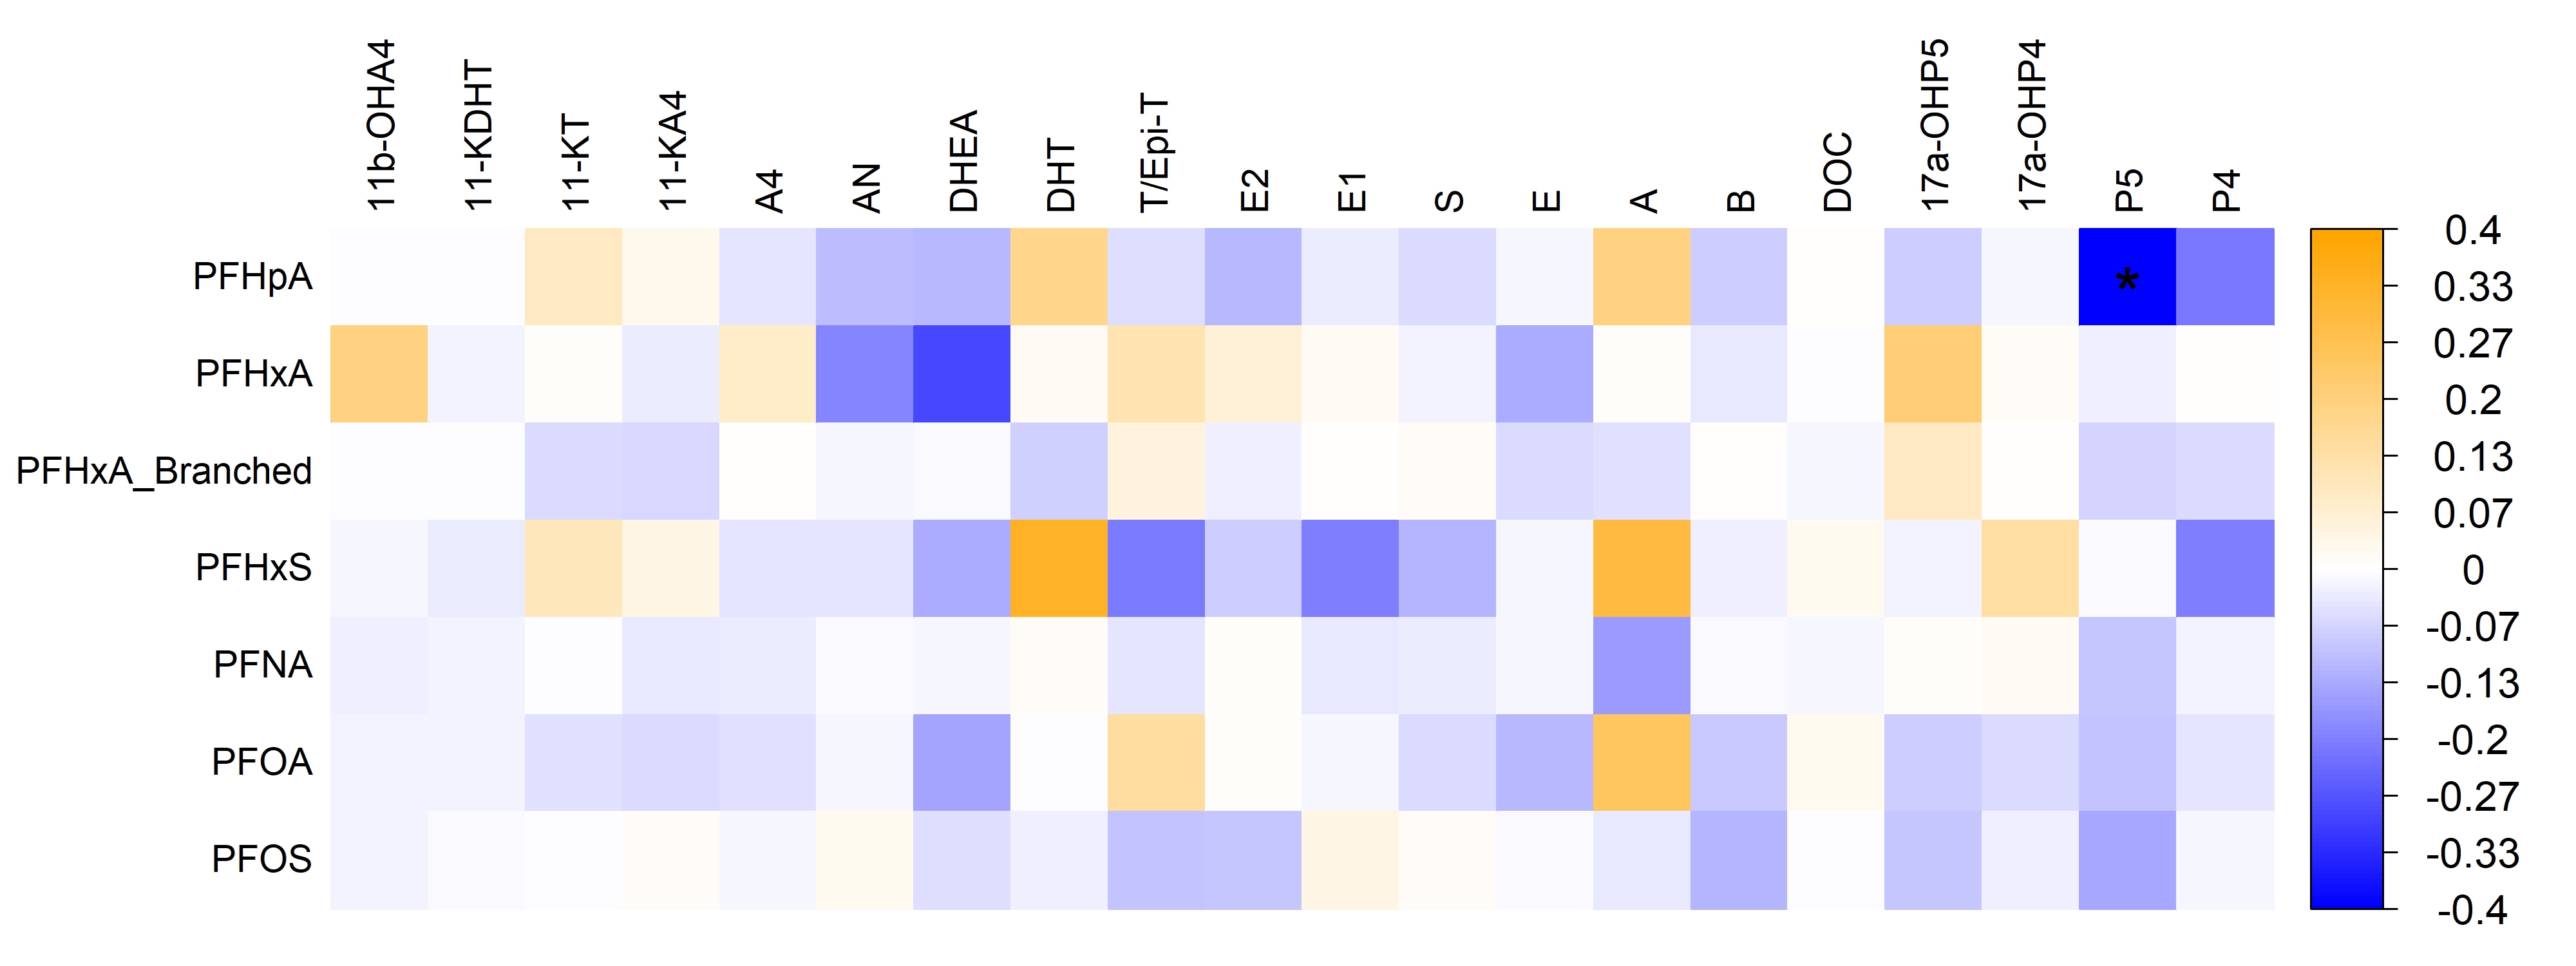 11b-OHA4
11-KDHT
11-KT
11-KA4
A4
AN
DHEA
DHT
T/Epi-T
E2
E1
S
E
A
B
DOC
17a-OHP5
17a-OHP4
P5
P4
PFHpA
PFHxA
PFHxA_Branched
PFHxS
PFNA
PFOA
PFOS
*
0.4
0.33
0.27
0.2
0.13
0.07
0
-0.07
-0.13
-0.2
-0.27
-0.33
-0.4